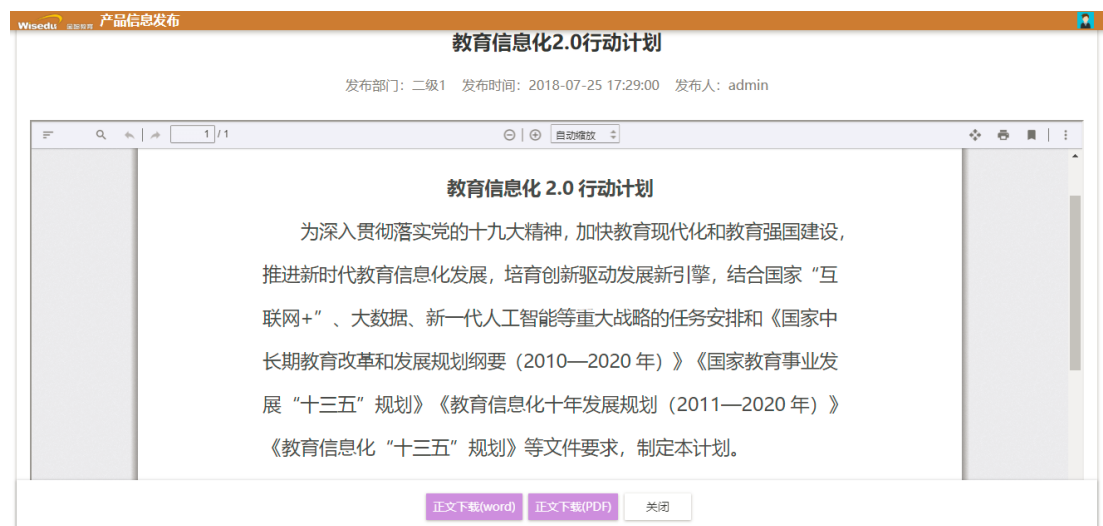 Wisedu 金智教育 产品信息发布
教育信息化2.0行动计划
发布部门：二级1 发布时间：2018-07-25 17:29:00 发布人：admin
1 / 1 自动缩放
教育信息化 2.0 行动计划
为深入贯彻落实党的十九大精神，加快教育现代化和教育强国建设，
推进新时代教育信息化发展，培育创新驱动发展新引擎，结合国家“互
联网+”、大数据、新一代人工智能等重大战略的任务安排和《国家中
长期教育改革和发展规划纲要（2010—2020 年）》《国家教育事业发
展“十三五”规划》《教育信息化十年发展规划（2011—2020 年）》
《教育信息化“十三五”规划》等文件要求，制定本计划。
正文下载(word) 正文下载(PDF) 关闭